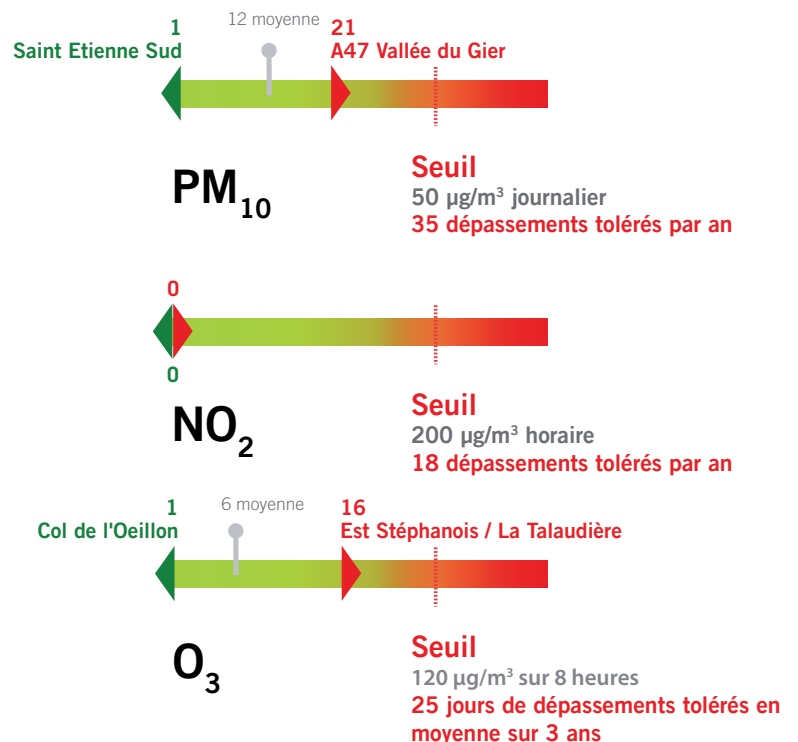 12 moyenne
1
21
Saint Etienne Sud
A47 Vallée du Gier
PM10
Seuil
50 µg/m³ journalier
35 dépassements tolérés par an
0
0
NO2
Seuil
200 µg/m³ horaire
18 dépassements tolérés par an
1
6 moyenne
16
Col de l'Oeillon
Est Stéphanois / La Talaudière
O3
Seuil
120 µg/m³ sur 8 heures
25 jours de dépassements tolérés en
moyenne sur 3 ans